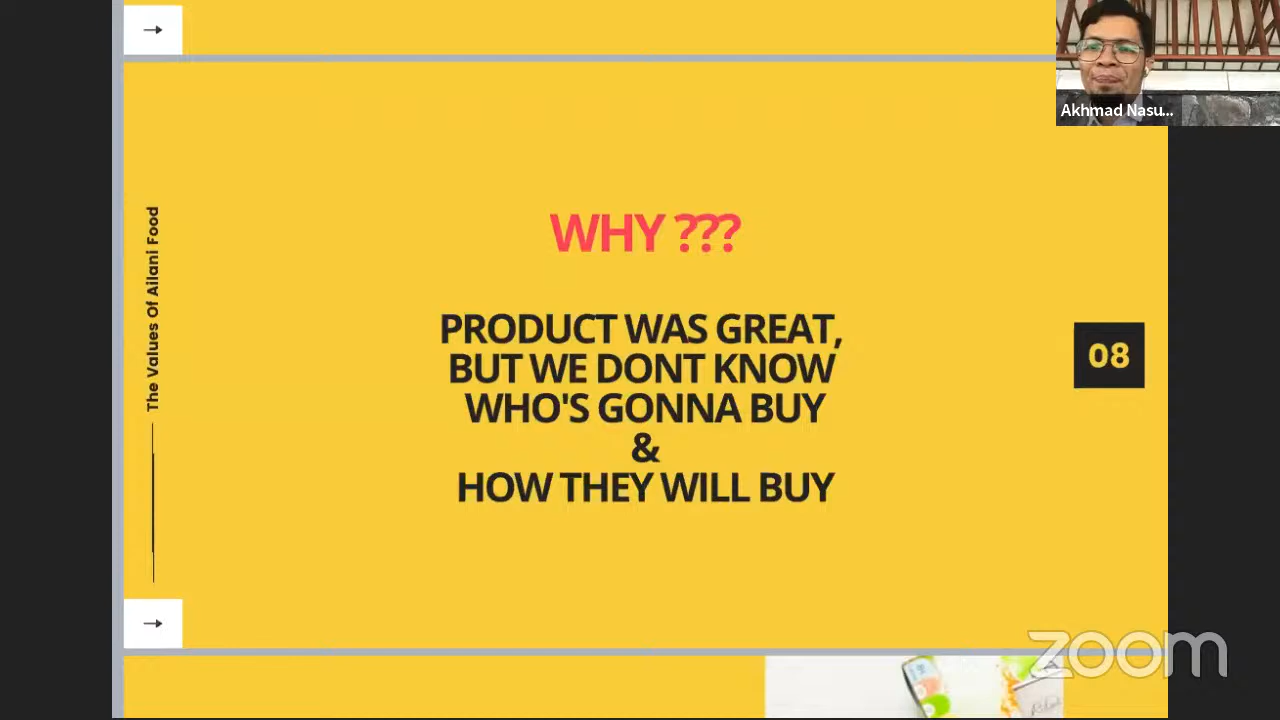 Akhmad Nasu...
The Values Of Ailani Food
WHY ???
PRODUCT WAS GREAT,
BUT WE DONT KNOW
WHO'S GONNA BUY
&
HOW THEY WILL BUY
08
zoom